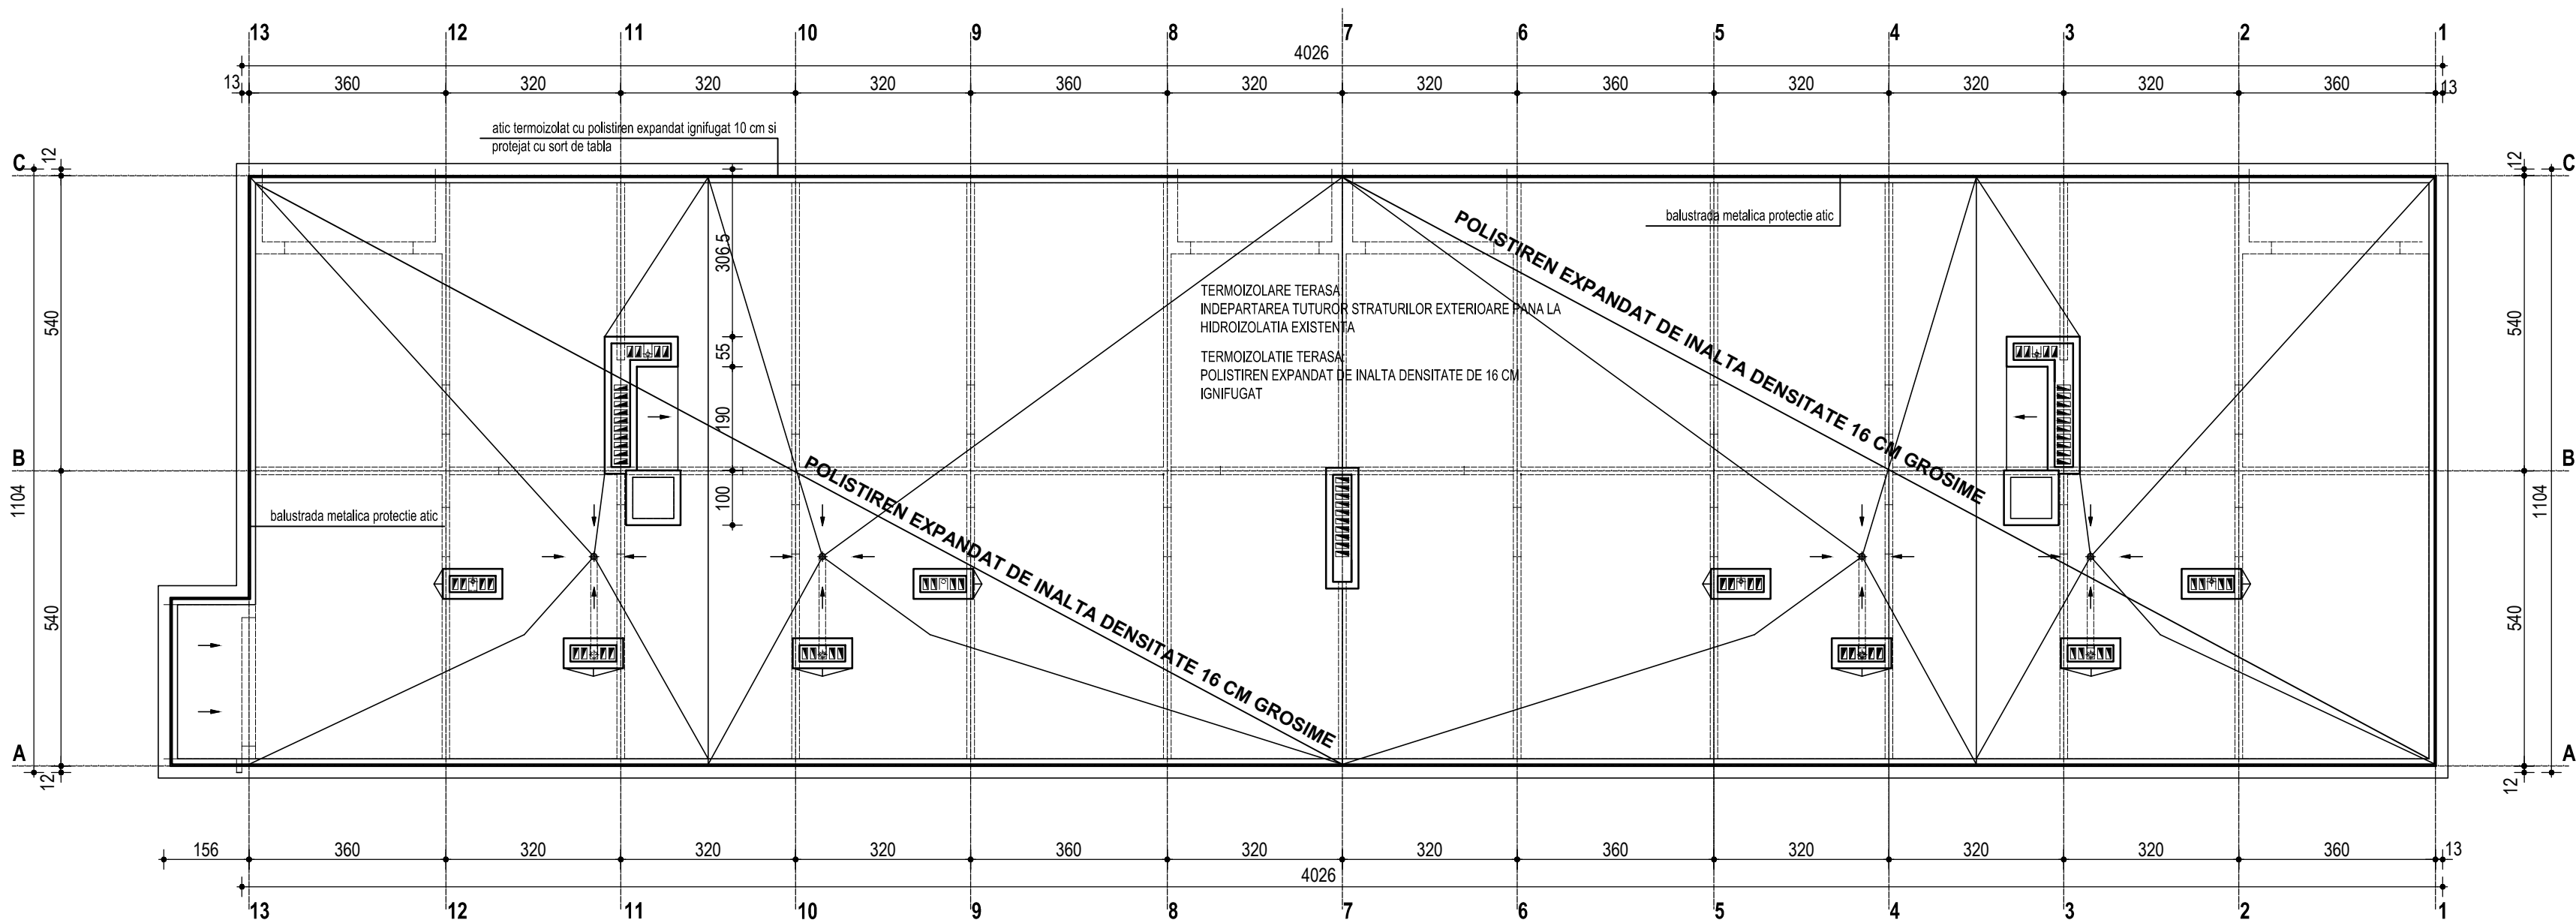 13 12 11 10 9 8 7 6 5 4 3 2 1
4026
13 360 320 320 320 360 320 320 360 320 320 320 360 13
atic termoizolat cu polistiren expandat ignifugat 10 cm si
protejat cu sort de tabla
C 12 12 C
balustrada metalica protectie atic
POLISTIREN EXPANDAT DE INALTA DENSITATE 16 CM GROSIME
306.5
TERMOIZOLARE TERASA
INDEPARTAREA TUTUROR STRATURILOR EXTERIOARE PANA LA
HIDROIZOLATIA EXISTENTA
540 540
55
TERMOIZOLATIE TERASA
POLISTIREN EXPANDAT DE INALTA DENSITATE DE 16 CM
IGNIFUGAT
190
B B
POLISTIREN EXPANDAT DE INALTA DENSITATE 16 CM GROSIME
1104 100 1104
balustrada metalica protectie atic
540 540
A A
12 12
156 360 320 320 320 360 320 320 360 320 320 320 360 13
4026
13 12 11 10 9 8 7 6 5 4 3 2 1